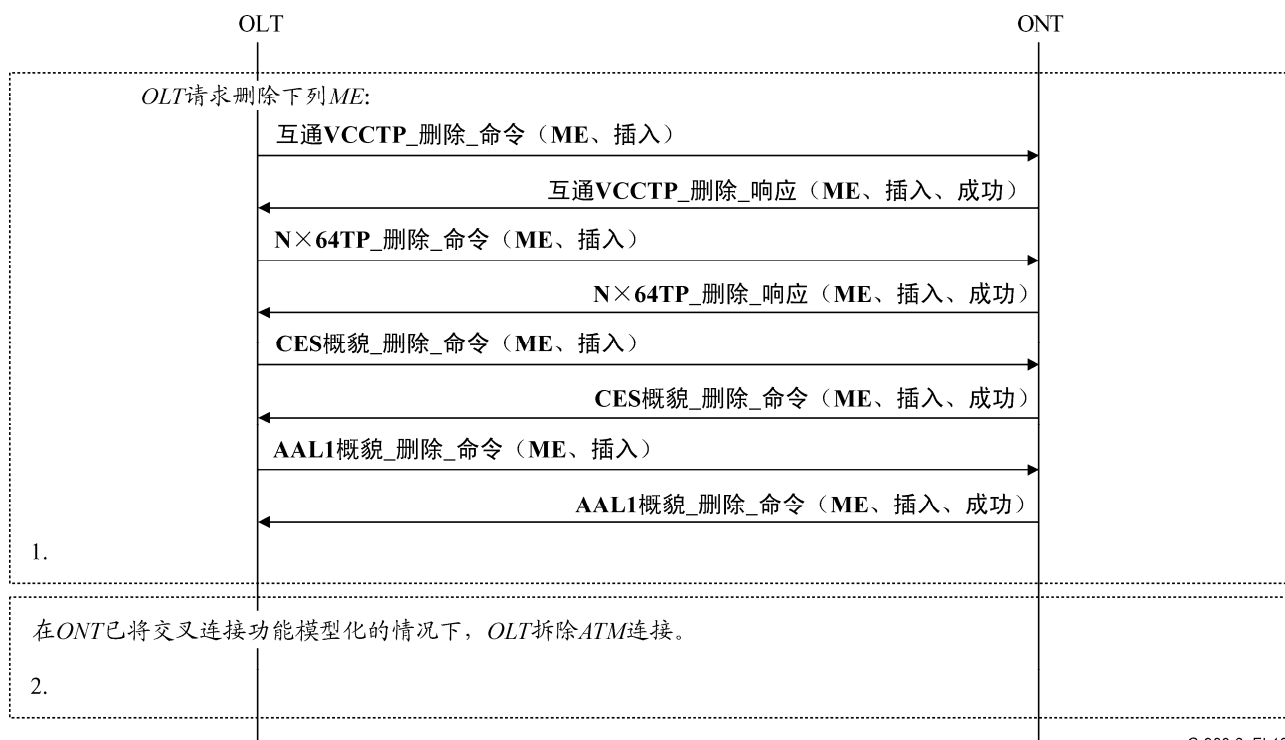 OLT
ONT
OLT请求删除下列ME:
互通VCCTP_删除_命令（ME、插入）
互通VCCTP_删除_响应（ME、插入、成功）
N×64TP_删除_命令（ME、插入）
N×64TP_删除_响应（ME、插入、成功）
CES概貌_删除_命令（ME、插入）
CES概貌_删除_命令（ME、插入、成功）
AAL1概貌_删除_命令（ME、插入）
AAL1概貌_删除_命令（ME、插入、成功）
1.
在ONT已将交叉连接功能模型化的情况下，OLT拆除ATM连接。
2.